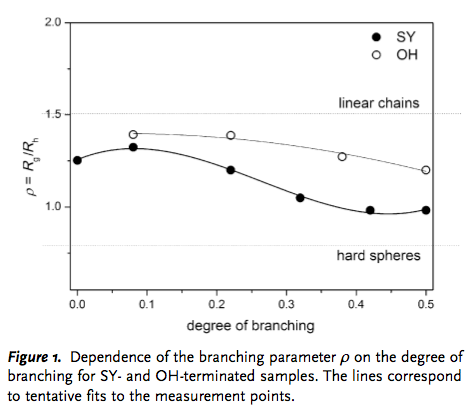 2.0
SY
OH
linear chains
1.5
ρ = Rg/Rh
1.0
hard spheres
0.0 0.1 0.2 0.3 0.4 0.5
degree of branching
Figure 1. Dependence of the branching parameter ρ on the degree of
branching for SY- and OH-terminated samples. The lines correspond
to tentative fits to the measurement points.